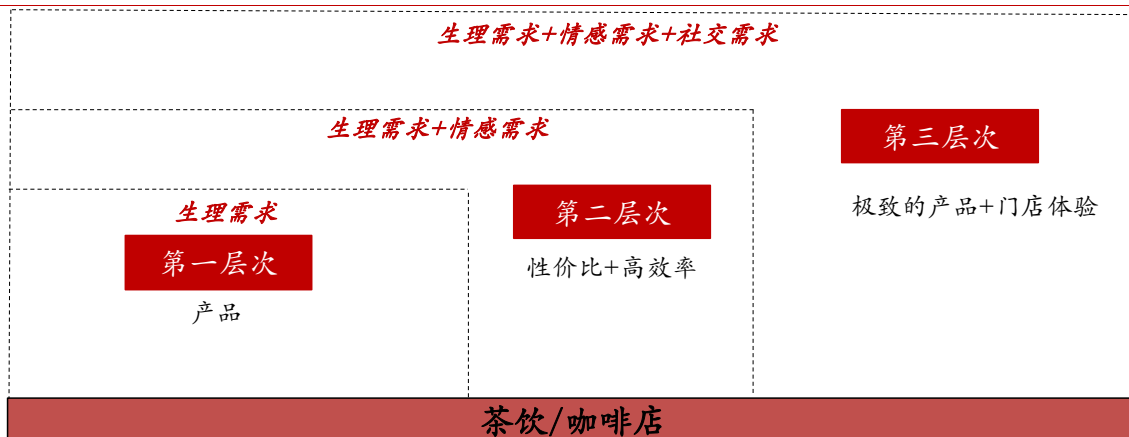 生理需求+情感需求+社交需求
生理需求+情感需求
第三层次
生理需求
第二层次
极致的产品+门店体验
第一层次
性价比+高效率
产品
茶饮/咖啡店